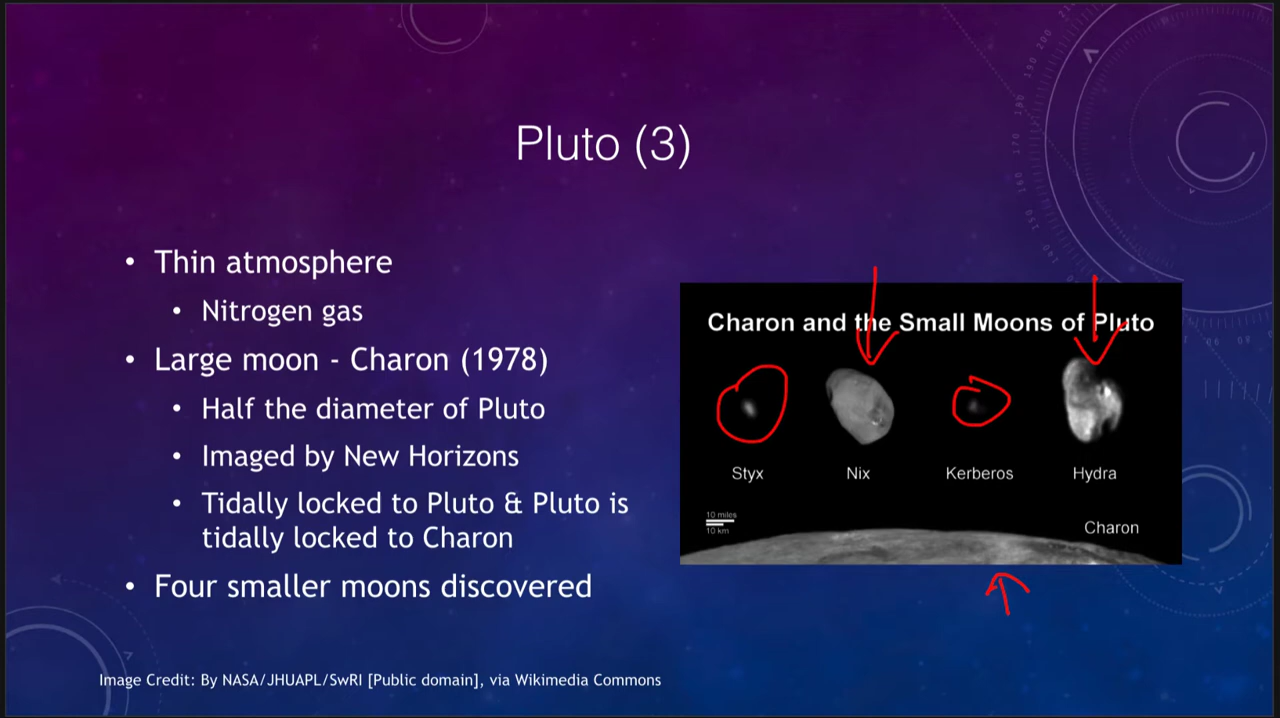 Pluto (3)
• Thin atmosphere
• Nitrogen gas
• Large moon - Charon (1978)
• Half the diameter of Pluto
• Imaged by New Horizons
• Tidally locked to Pluto & Pluto is
tidally locked to Charon
• Four smaller moons discovered
Charon and the Small Moons of Pluto
Styx Nix Kerberos Hydra
10 miles
10 km
Charon
Image Credit: By NASA/JHUAPL/SwRI [Public domain], via Wikimedia Commons